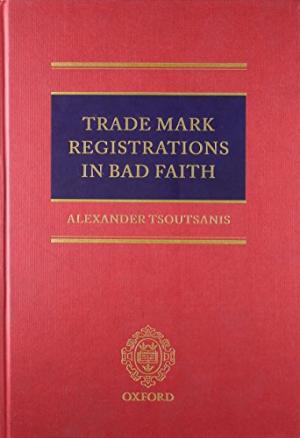 TRADE MARK
REGISTRATIONS
IN BAD FAITH
ALEXANDER TSOUTSANIS
OXFORD